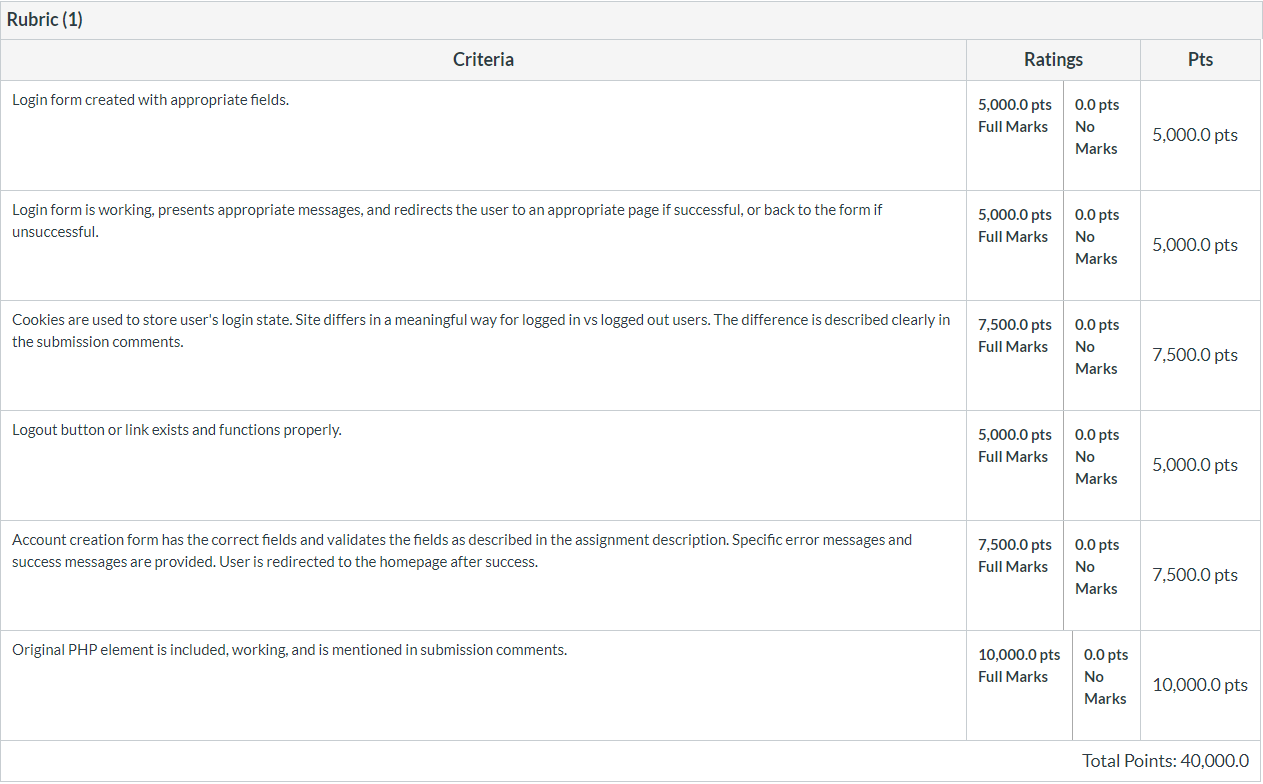 Rubric (1)
Criteria
Ratings
Pts
Login form created with appropriate fields.
5,000.0 pts
Full Marks
0.0 pts
No
Marks
5,000.0 pts
Login form is working, presents appropriate messages, and redirects the user to an appropriate page if successful, or back to the form if
unsuccessful.
5,000.0 pts
Full Marks
0.0 pts
No
Marks
5,000.0 pts
Cookies are used to store user's login state. Site differs in a meaningful way for logged in vs logged out users. The difference is described clearly in
the submission comments.
7,500.0 pts
Full Marks
0.0 pts
No
Marks
7,500.0 pts
Logout button or link exists and functions properly.
5,000.0 pts
Full Marks
0.0 pts
No
Marks
5,000.0 pts
Account creation form has the correct fields and validates the fields as described in the assignment description. Specific error messages and
success messages are provided. User is redirected to the homepage after success.
7,500.0 pts
Full Marks
0.0 pts
No
Marks
7,500.0 pts
Original PHP element is included, working, and is mentioned in submission comments.
10,000.0 pts
Full Marks
0.0 pts
No
Marks
10,000.0 pts
Total Points: 40,000.0